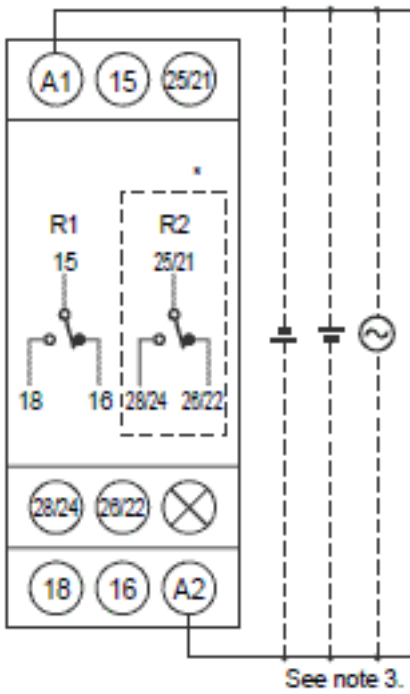 A1 15 25/21
*
R1 R2
15 25/21
18 16 28/24 26/22
28/24 26/22
18 16 A2
See note 3.